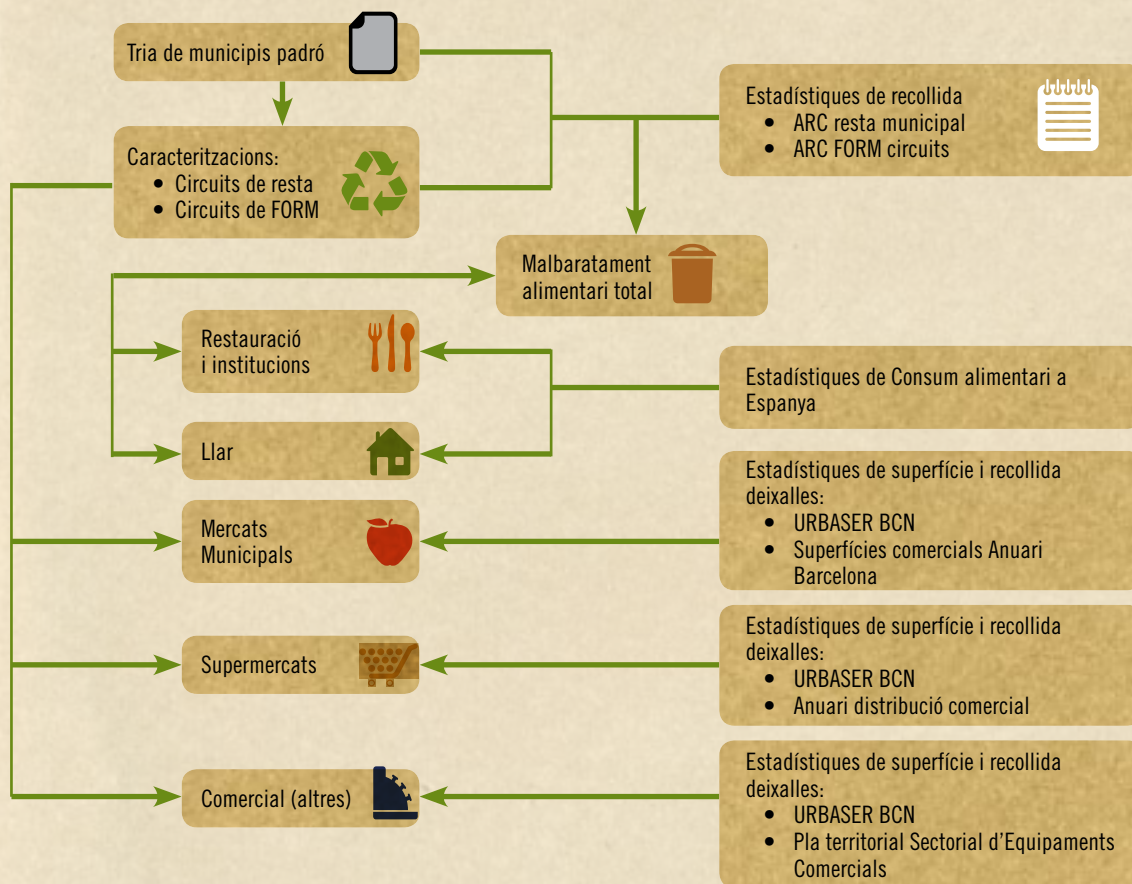 Tria de municipis padró
Estadístiques de recollida
• ARC resta municipal
• ARC FORM circuits
Caracteritzacions:
• Circuits de resta
• Circuits de FORM
Malbaratament
alimentari total
Restauració
i institucions
Estadístiques de Consum alimentari a
Espanya
Llar
Mercats
Municipals
Estadístiques de superfície i recollida
deixalles:
• URBASER BCN
• Superfícies comercials Anuari
Barcelona
Supermercats
Estadístiques de superfície i recollida
deixalles:
• URBASER BCN
• Anuari distribució comercial
Comercial (altres)
Estadístiques de superfície i recollida
deixalles:
• URBASER BCN
• Pla territorial Sectorial d'Equipaments
Comercials